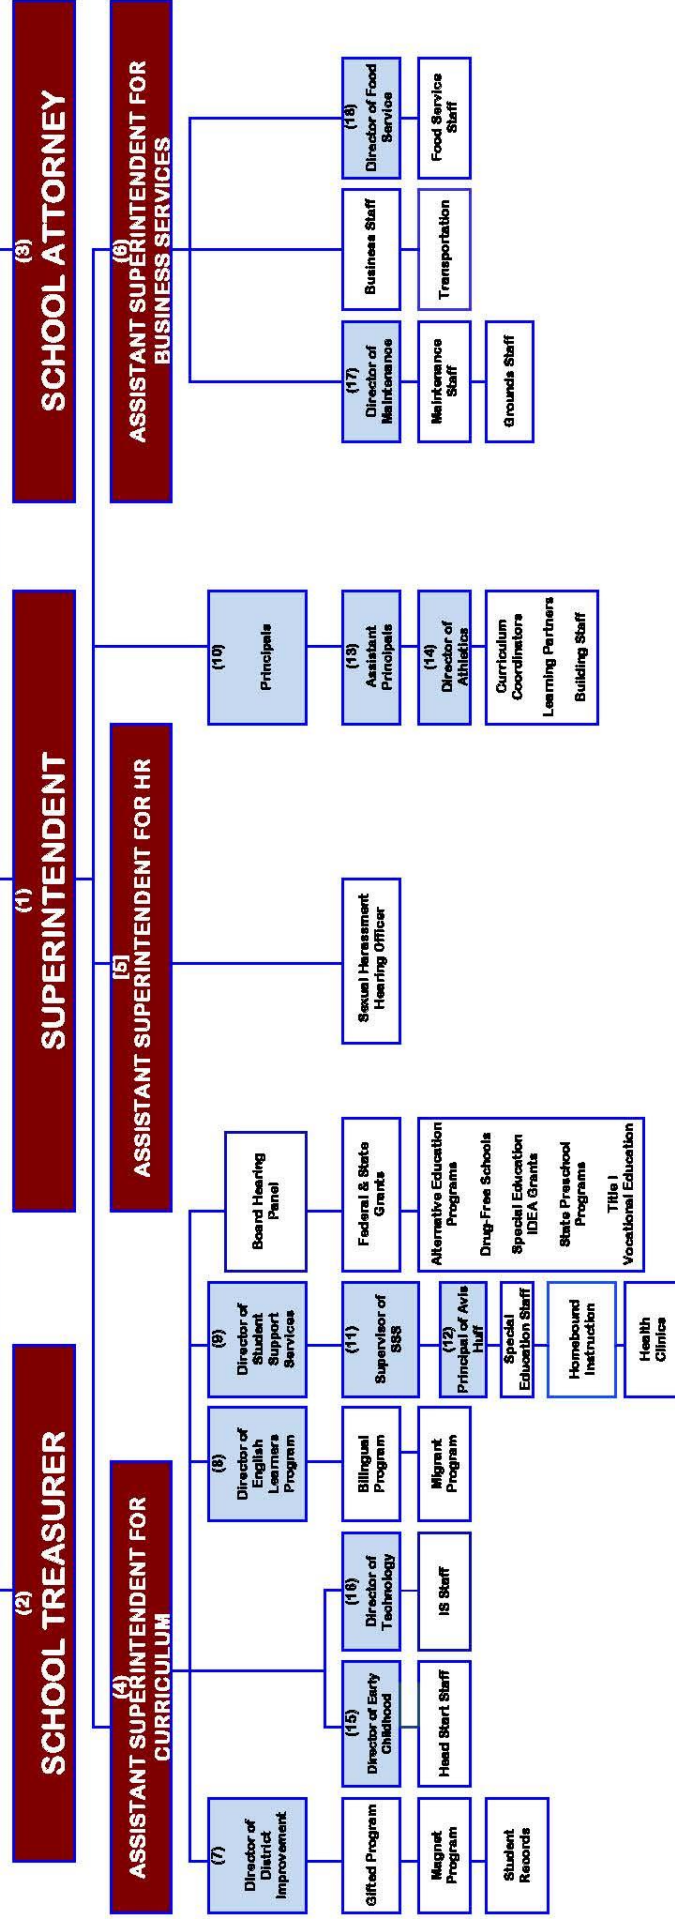 (2)
SCHOOL TREASURER
(1)
SUPERINTENDENT
(3)
SCHOOL ATTORNEY
(4)
ASSISTANT SUPERINTENDENT FOR
CURRICULUM
[5]
ASSISTANT SUPERINTENDENT FOR HR
(6)
ASSISTANT SUPERINTENDENT FOR
BUSINESS SERVICES
(7)
Director of
District
Improvement
Gifted Program
Magnet
Program
Student
Records
(15)
Director of Early
Childhood
Head Start Staff
(16)
Director of
Technology
IS Staff
(8)
Director of
English
Learners
Program
Bilingual
Program
Migrant
Program
(9)
Director of
Student
Support
Services
(11)
Supervisor of
SSS
(12)
Principal of Avis
Huff
Special
Education Staff
Homebound
Instruction
Health
Clinics
Board Hearing
Panel
Federal & State
Grants
Alternative Education
Programs
Drug-Free Schools
Special Education
IDEA Grants
State Preschool
Programs
Title I
Vocational Education
Sexual Harassment
Hearing Officer
(10)
Principals
(13)
Assistant
Principals
(14)
Director of
Athletics
Curriculum
Coordinators
Learning Partners
Building Staff
(17)
Director of
Maintenance
Maintenance
Staff
Grounds Staff
Business Staff
Transportation
(18)
Director of Food
Service
Food Service
Staff